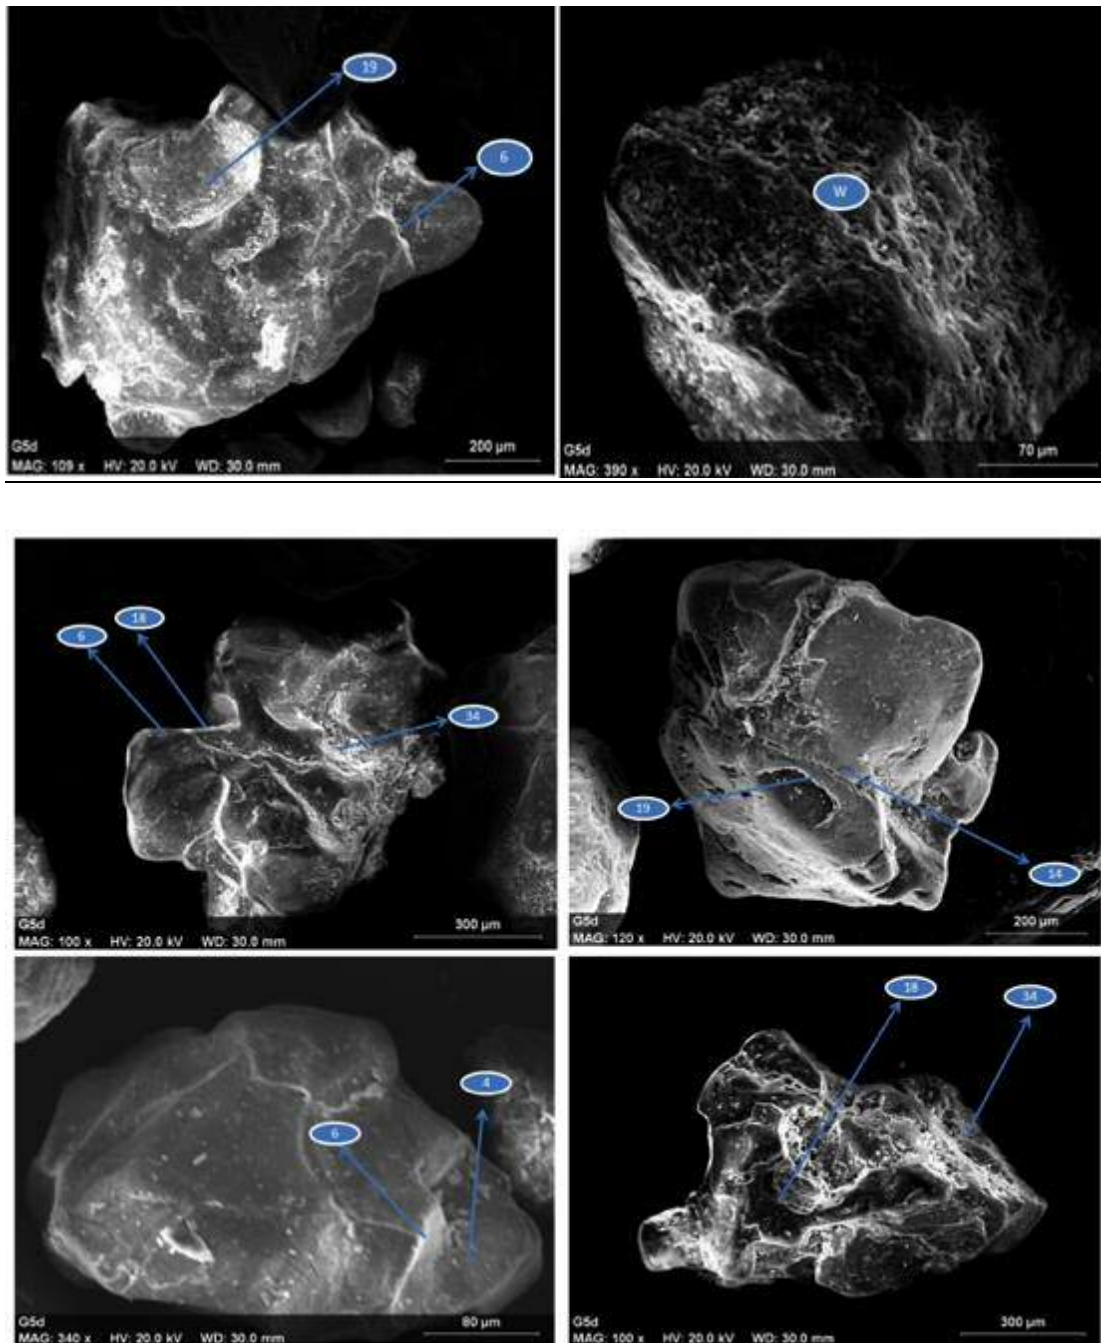 19
6
W
G5d
200 µm
MAG: 109 x HV: 20.0 kV WD: 30.0 mm
G5d
70 µm
MAG: 390 x HV: 20.0 kV WD: 30.0 mm
6
18
34
G5d
300 µm
MAG: 100 x HV: 20.0 kV WD: 30.0 mm
19
14
G5d
200 µm
MAG: 120 x HV: 20.0 kV WD: 30.0 mm
4
6
G5d
80 µm
MAG: 340 x HV: 20.0 kV WD: 30.0 mm
18
34
G5d
300 µm
MAG: 100 x HV: 20.0 kV WD: 30.0 mm